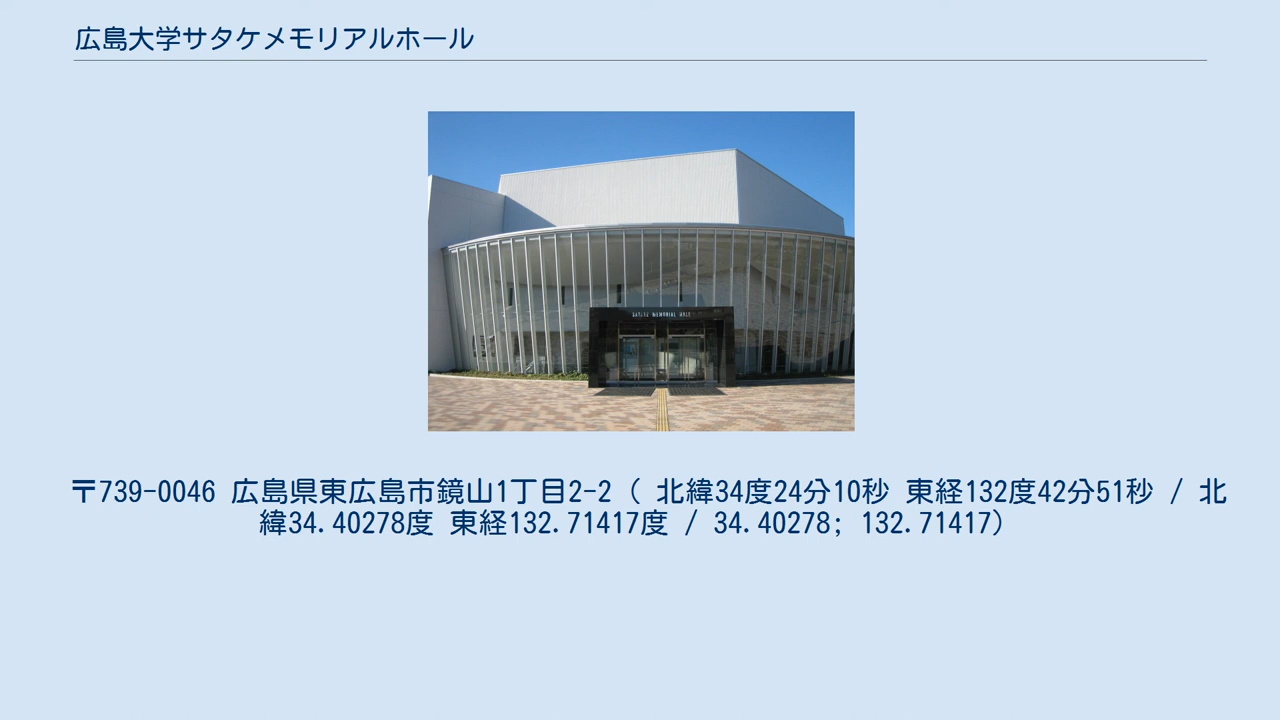 広島大学サタケメモリアルホール
SATAKE MEMORIAL HALL
〒739-0046 広島県東広島市鏡山1丁目2-2（ 北緯34度24分10秒 東経132度42分51秒 / 北
緯34.40278度 東経132.71417度 / 34.40278; 132.71417）